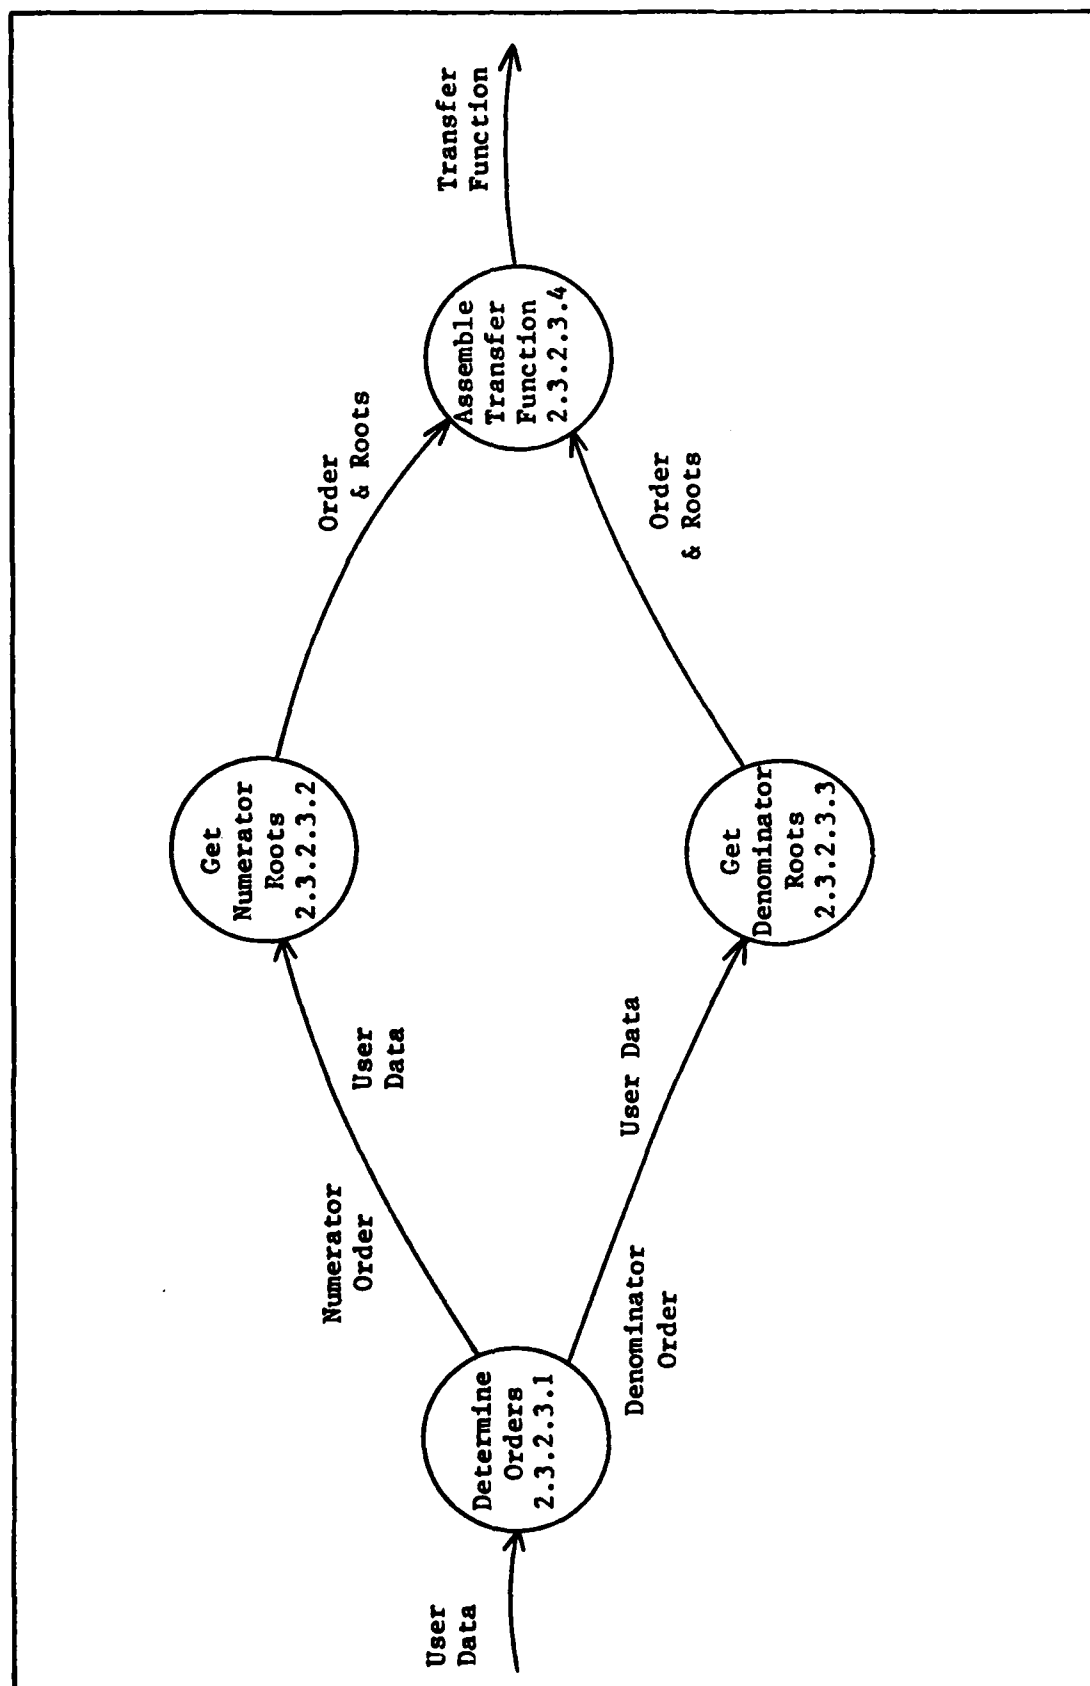 User
Data
Determine
Orders
2.3.2.3.1
Numerator
Order
User
Data
Denominator
Order
User Data
Get
Numerator
Roots
2.3.2.3.2
Get
Denominator
Roots
2.3.2.3.3
Order
& Roots
Order
& Roots
Assemble
Transfer
Function
2.3.2.3.4
Transfer
Function